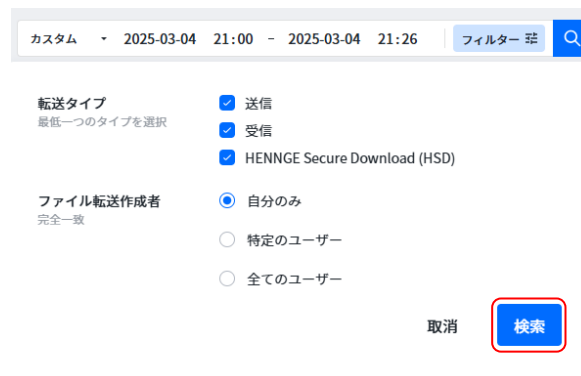 カスタム 2025-03-04 21:00 – 2025-03-04 21:26 フィルター
転送タイプ
最低一つのタイプを選択
送信
受信
HENNGE Secure Download (HSD)
ファイル転送作成者
完全一致
自分のみ
特定のユーザー
全てのユーザー
取消 検索